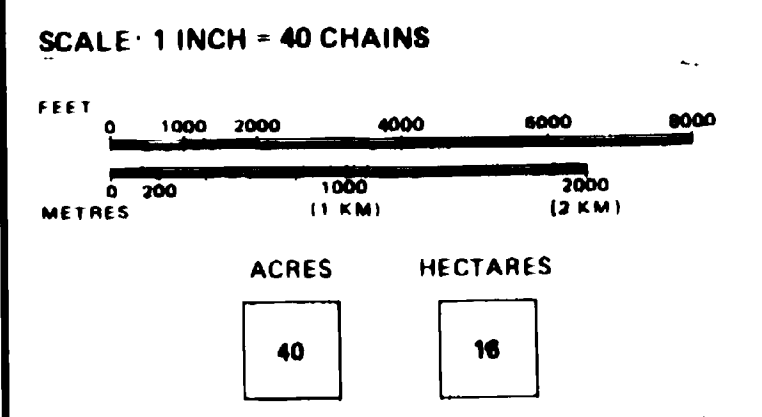 SCALE: 1 INCH = 40 CHAINS
FEET
0 1000 2000 4000 6000 8000
0 200 1000 2000
METRES (1 KM) (2 KM)
ACRES HECTARES
40 16